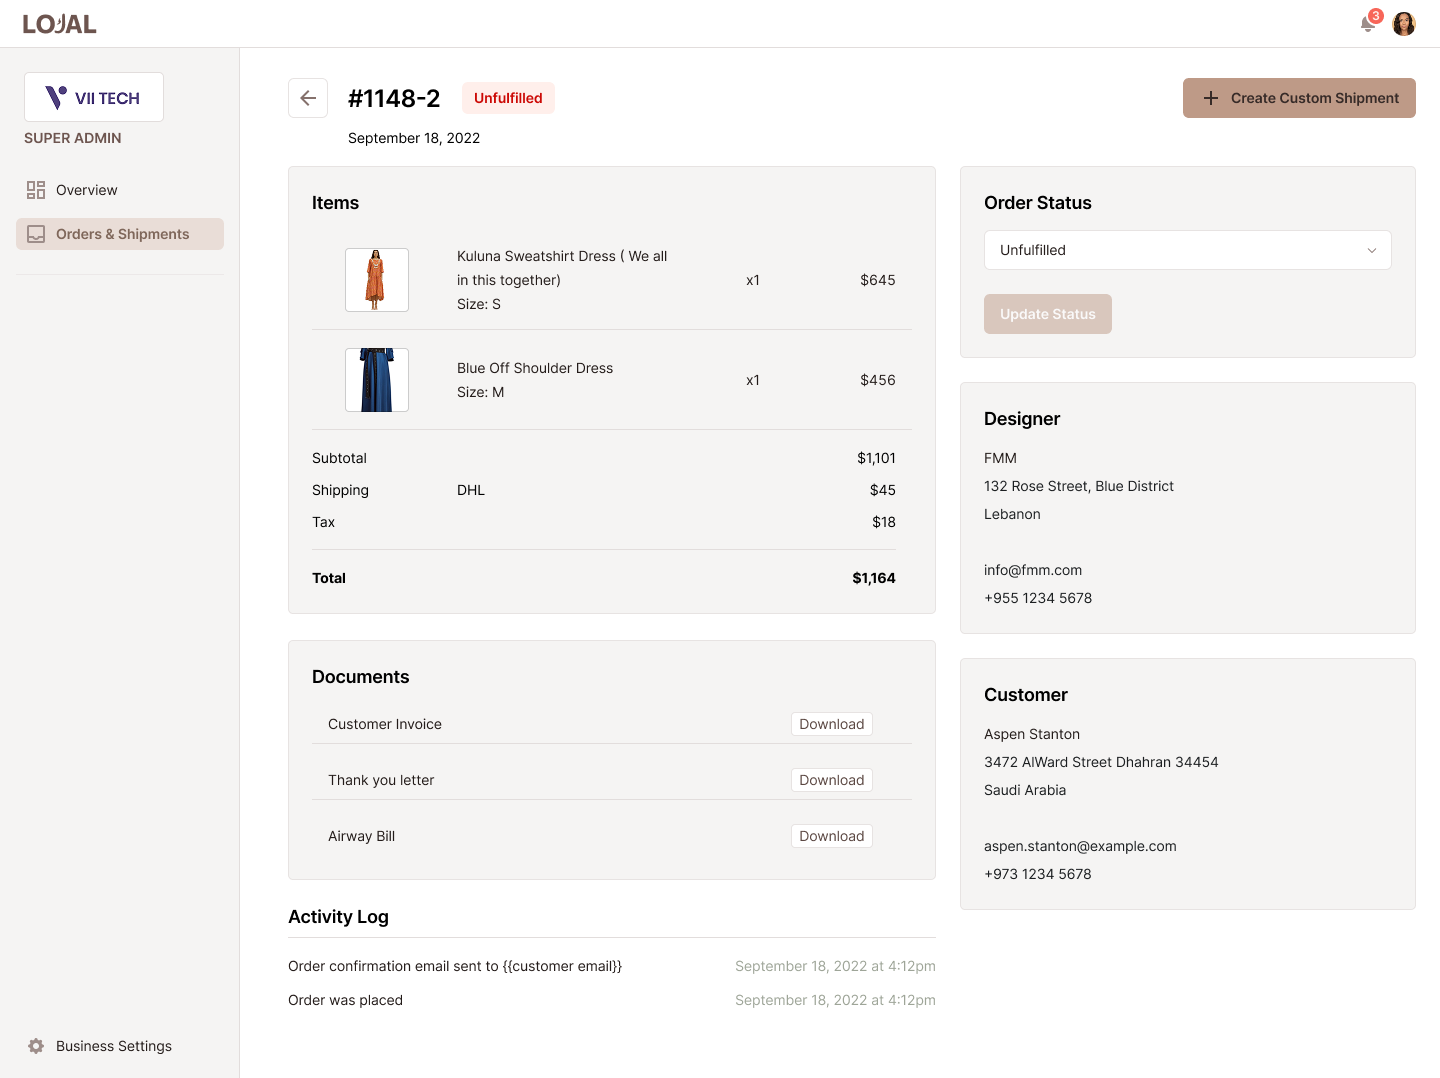 LOJAL
3
VII TECH
SUPER ADMIN
Overview
Orders & Shipments
Business Settings
#1148-2
Unfulfilled
September 18, 2022
Create Custom Shipment
Items
Kuluna Sweatshirt Dress ( We all
in this together)
Size: S
x1
$645
Blue Off Shoulder Dress
Size: M
x1
$456
Subtotal
$1,101
Shipping
DHL
$45
Tax
$18
Total
$1,164
Documents
Customer Invoice
Download
Thank you letter
Download
Airway Bill
Download
Activity Log
Order confirmation email sent to {{customer email}}
September 18, 2022 at 4:12pm
Order was placed
September 18, 2022 at 4:12pm
Order Status
Unfulfilled
Update Status
Designer
FMM
132 Rose Street, Blue District
Lebanon
info@fmm.com
+955 1234 5678
Customer
Aspen Stanton
3472 AlWard Street Dhahran 34454
Saudi Arabia
aspen.stanton@example.com
+973 1234 5678